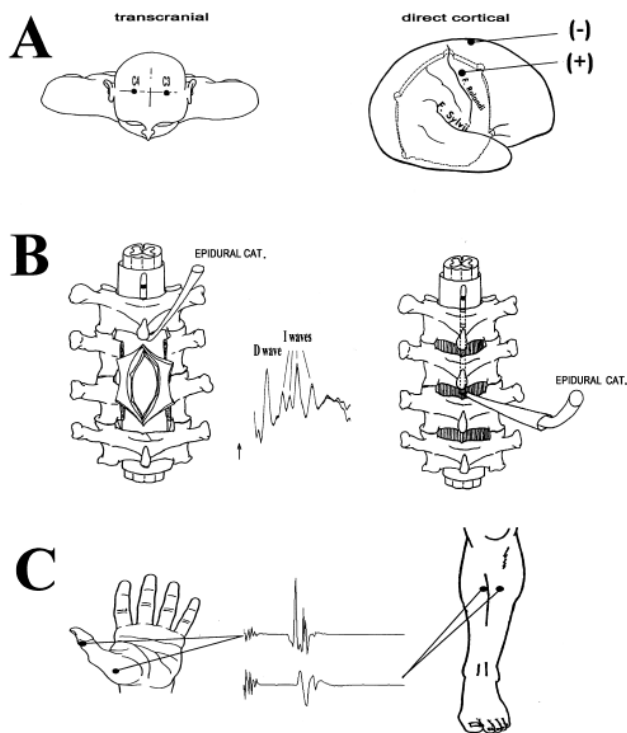 A
transcranial
direct cortical
C4 C3
(-)
(+)
F. Rolandi
F. Sylvii
B
EPIDURAL CAT.
D wave
I waves
EPIDURAL CAT.
C